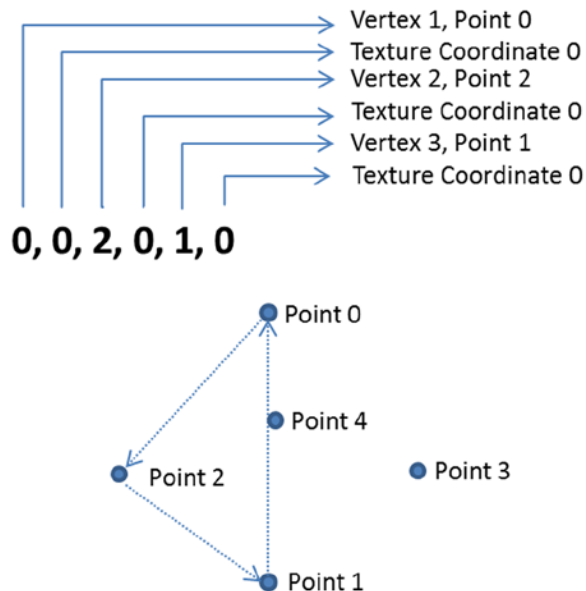 Vertex 1, Point 0
Texture Coordinate 0
Vertex 2, Point 2
Texture Coordinate 0
Vertex 3, Point 1
Texture Coordinate 0
0, 0, 2, 0, 1, 0
Point 0
Point 4
Point 2
Point 3
Point 1